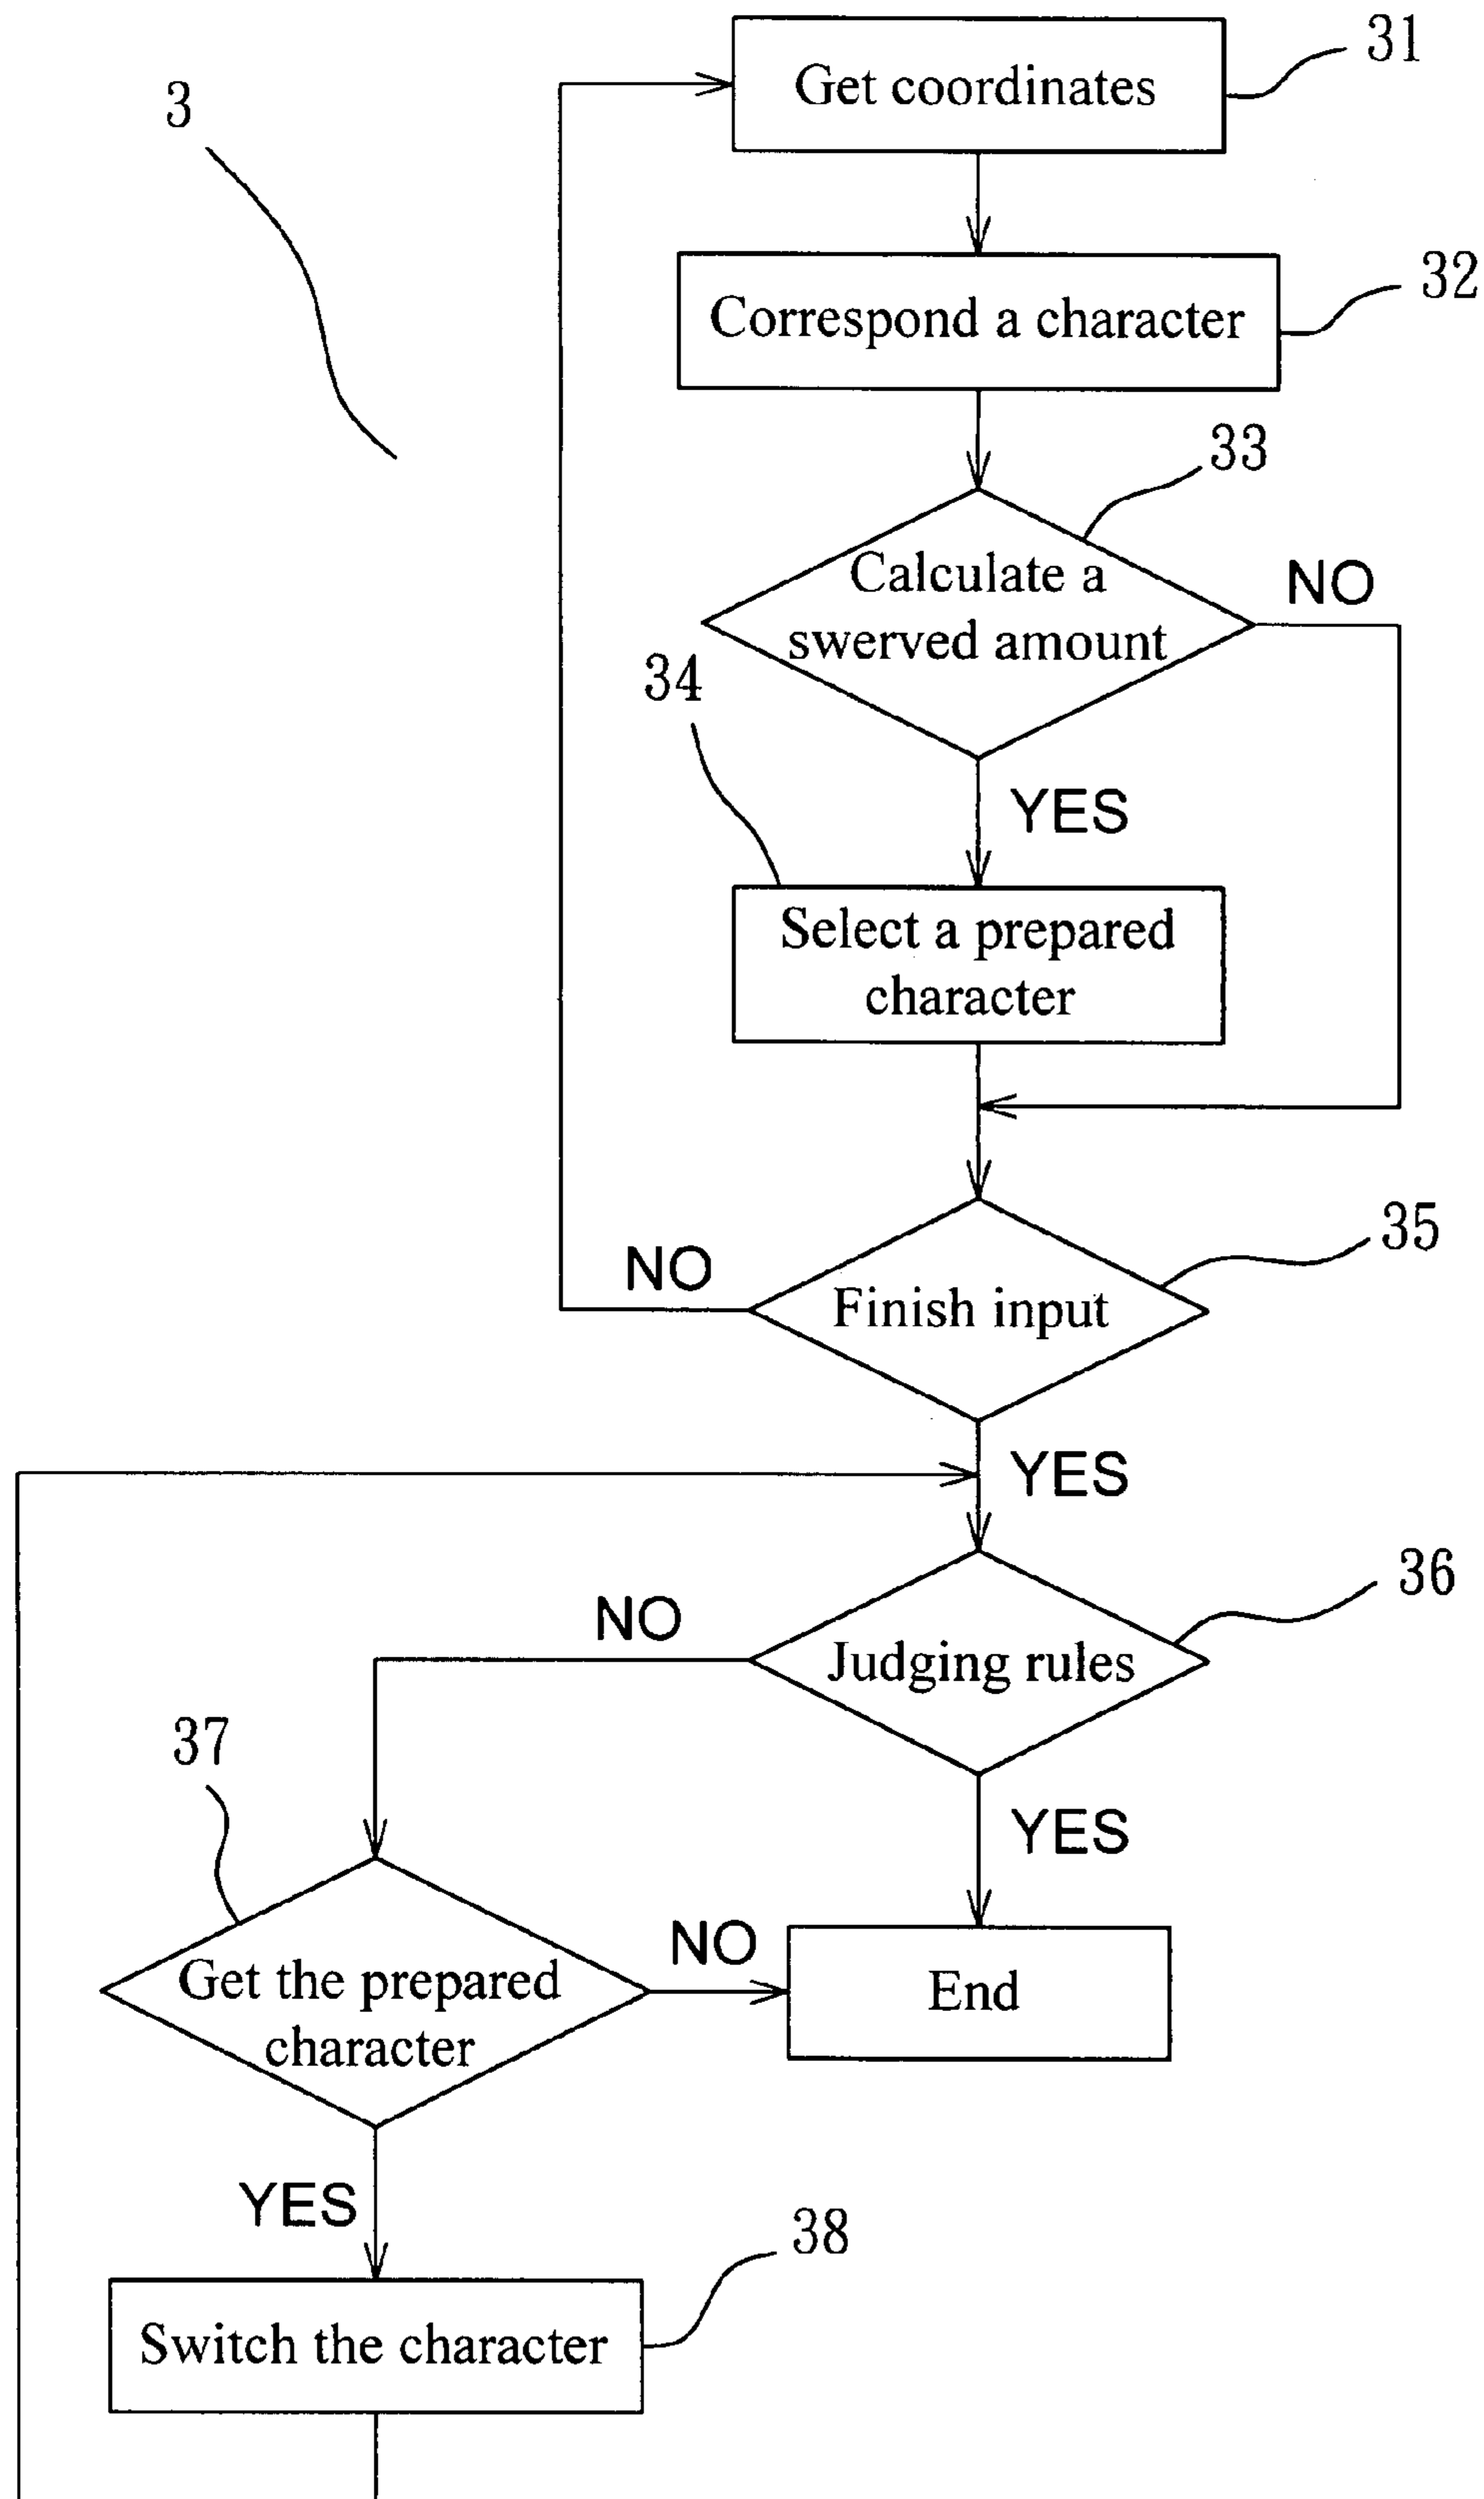 31
Get coordinates
3
32
Correspond a character
33
Calculate a
swerved amount
NO
34
YES
Select a prepared
character
35
NO
Finish input
YES
36
NO
Judging rules
37
YES
NO
Get the prepared
character
End
YES
38
Switch the character